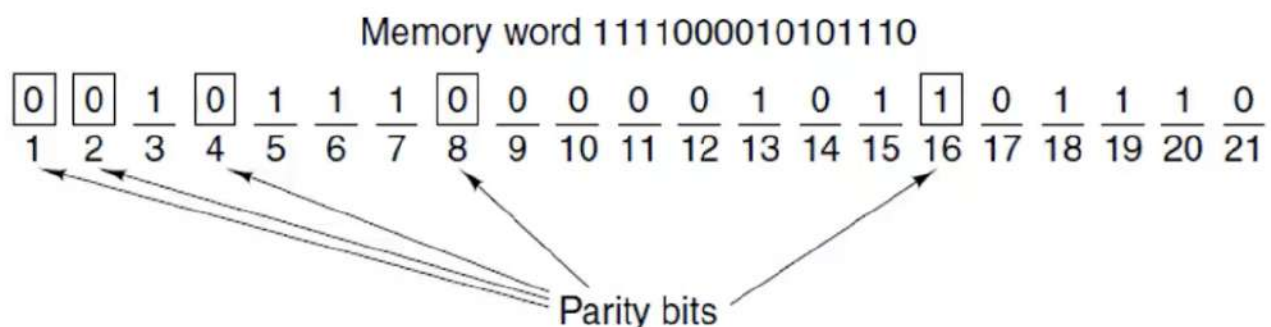 Memory word 1111000010101110
0 0 1 0 1 1 1 0 0 0 0 0 1 0 1 1 0 1 1 1 0
1 2 3 4 5 6 7 8 9 10 11 12 13 14 15 16 17 18 19 20 21
Parity bits